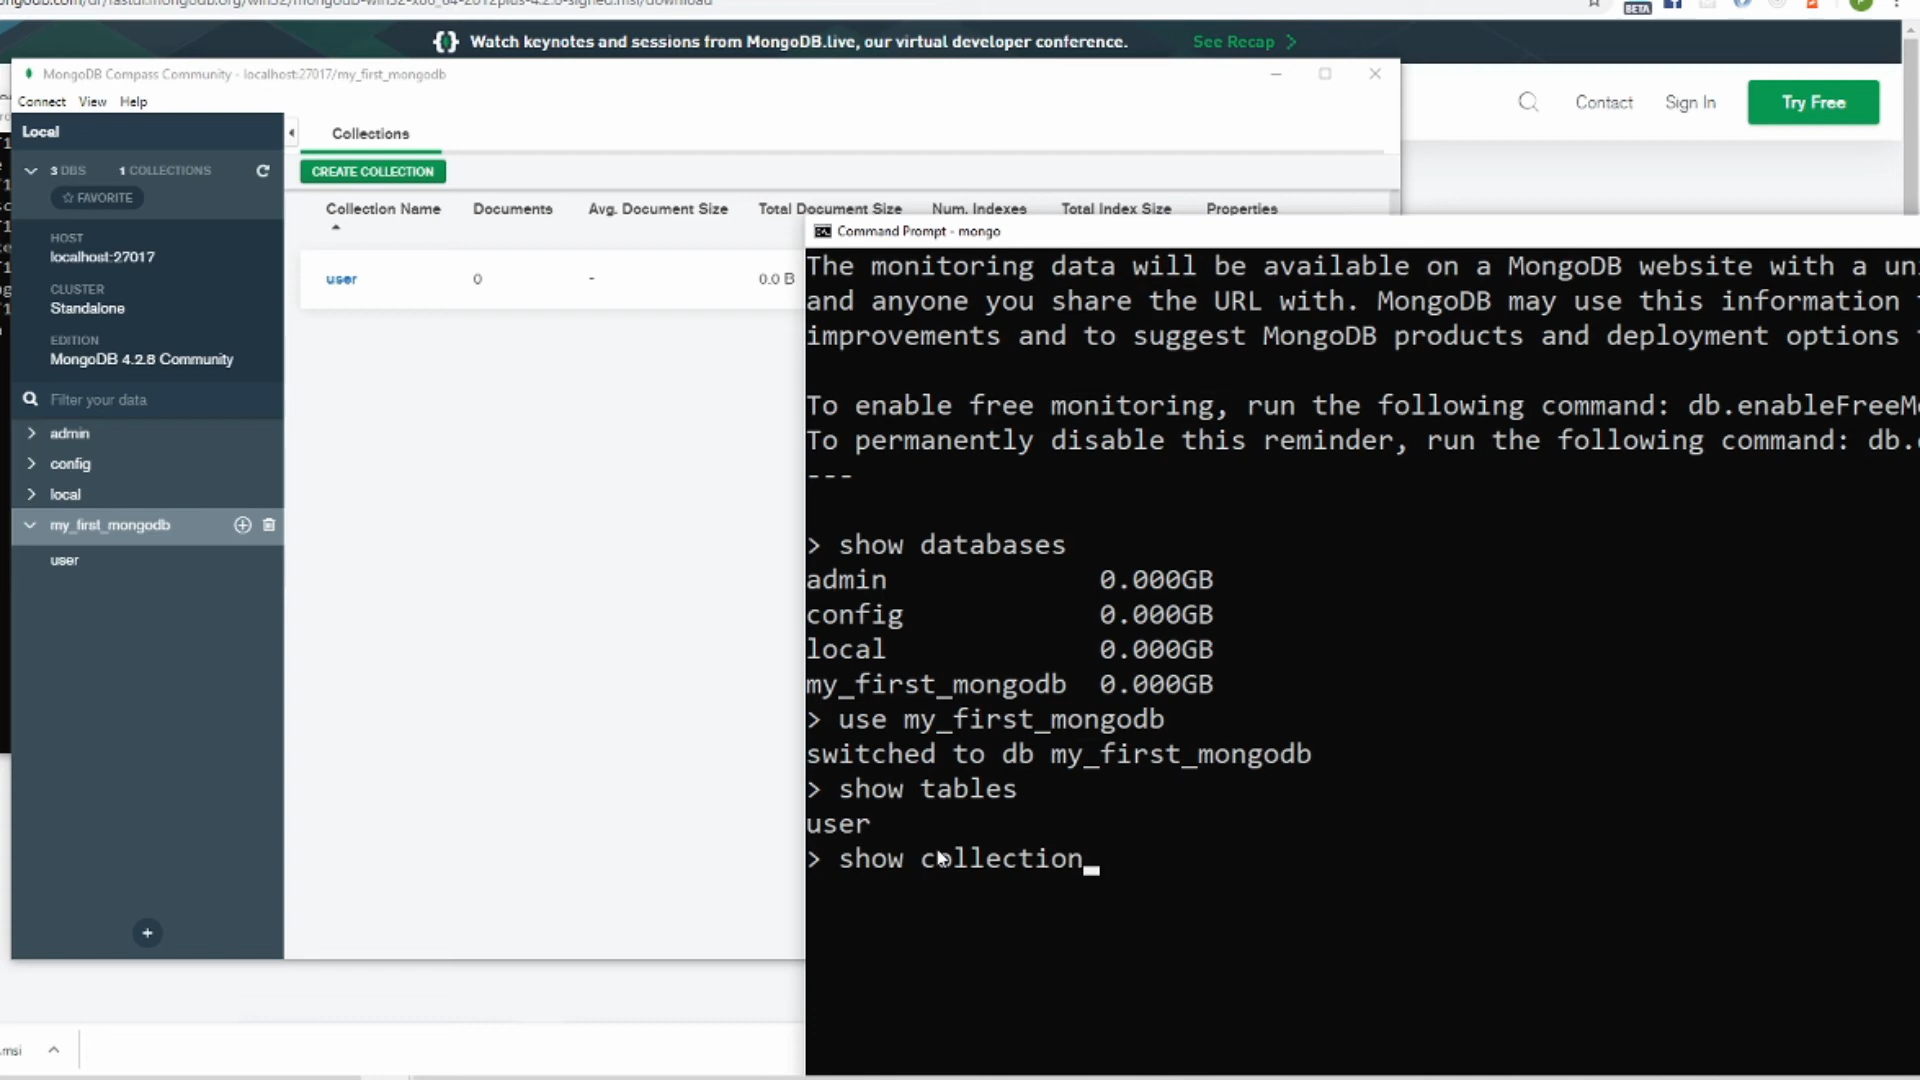 Watch keynotes and sessions from MongoDB.live, our virtual developer conference. See Recap >
BETA
MongoDB Compass Community - localhost:27017/my_first_mongodb
Connect View Help
Contact Sign In Try Free
Local
Collections
3 DBS 1 COLLECTIONS
FAVORITE
CREATE COLLECTION
Collection Name Documents Avg. Document Size Total Document Size Num. Indexes Total Index Size Properties
user 0 - 0.0 B
HOST
localhost:27017
CLUSTER
Standalone
EDITION
MongoDB 4.2.8 Community
Filter your data
admin
config
local
my_first_mongodb
user
.msi
Command Prompt - mongo
The monitoring data will be available on a MongoDB website with a un
and anyone you share the URL with. MongoDB may use this information
improvements and to suggest MongoDB products and deployment options
To enable free monitoring, run the following command: db.enableFreeM
To permanently disable this reminder, run the following command: db.
---
> show databases
admin 0.000GB
config 0.000GB
local 0.000GB
my_first_mongodb 0.000GB
> use my_first_mongodb
switched to db my_first_mongodb
> show tables
user
> show collection_